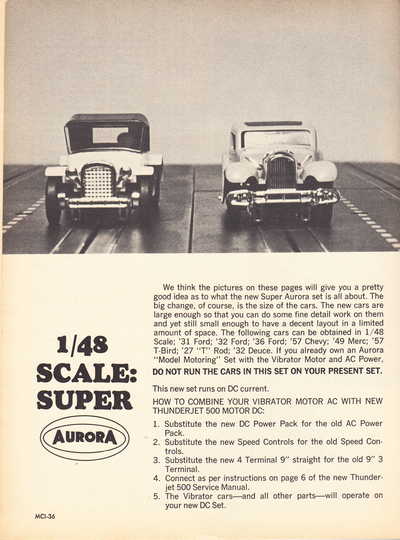 We think the pictures on these pages will give you a pretty
good idea as to what the new Super Aurora set is all about. The
big change, of course, is the size of the cars. The new cars are
large enough so that you can do some fine detail work on them
and yet still small enough to have a decent layout in a limited
amount of space. The following cars can be obtained in 1/48
Scale; '31 Ford; '32 Ford; '36 Ford; '57 Chevy; '49 Merc; '57
T-Bird; '27 "T" Rod; '32 Deuce. If you already own an Aurora
"Model Motoring" Set with the Vibrator Motor and AC Power,
DO NOT RUN THE CARS IN THIS SET ON YOUR PRESENT SET.
This new set runs on DC current.
HOW TO COMBINE YOUR VIBRATOR MOTOR AC WITH NEW
THUNDERJET 500 MOTOR DC:
1. Substitute the new DC Power Pack for the old AC Power
Pack.
2. Substitute the new Speed Controls for the old Speed Con-
trols.
3. Substitute the new 4 Terminal 9" straight for the old 9" 3
Terminal.
4. Connect as per instructions on page 6 of the new Thunder-
jet 500 Service Manual.
5. The Vibrator cars—and all other parts—will operate on
your new DC Set.
1/48
SCALE:
SUPER
AURORA
MCI-36